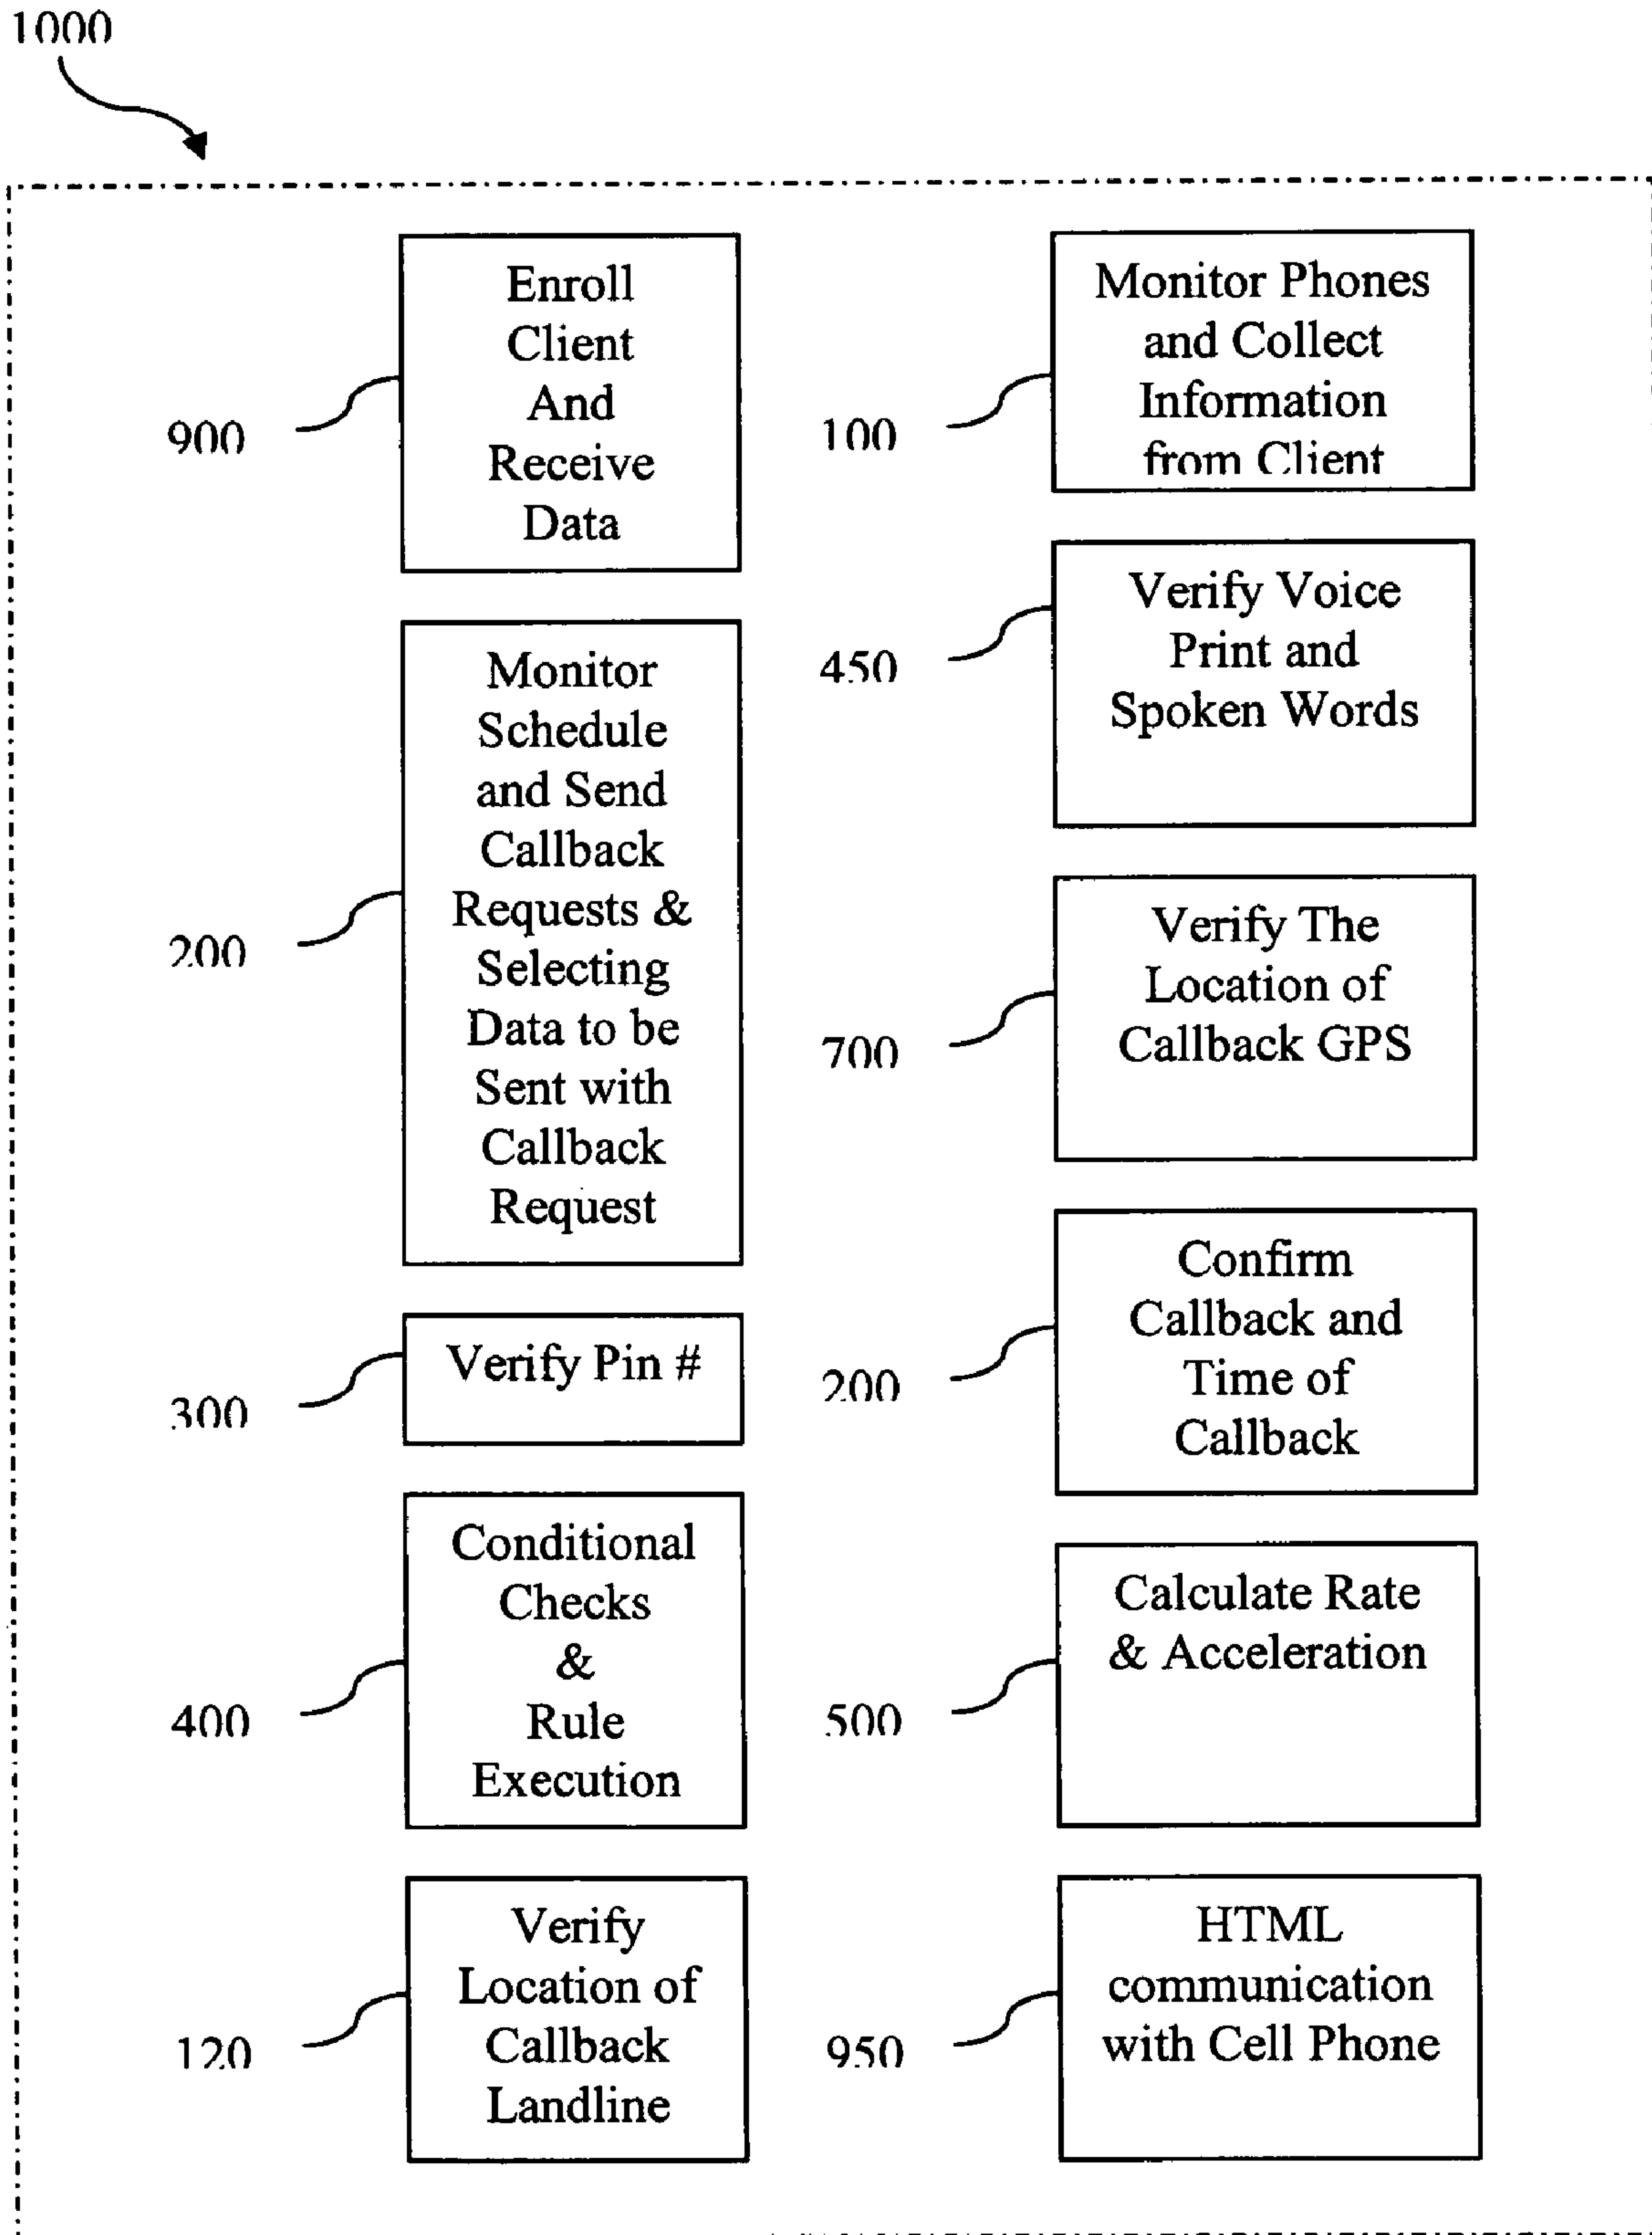 1000
Enroll
Client
And
Receive
Data
900
Monitor
Schedule
and Send
Callback
Requests &
Selecting
Data to be
Sent with
Callback
Request
200
Verify Pin #
300
Conditional
Checks
&
Rule
Execution
400
Verify
Location of
Callback
Landline
120
Monitor Phones
and Collect
Information
from Client
100
Verify Voice
Print and
Spoken Words
450
Verify The
Location of
Callback GPS
700
Confirm
Callback and
Time of
Callback
200
Calculate Rate
& Acceleration
500
HTML
communication
with Cell Phone
950